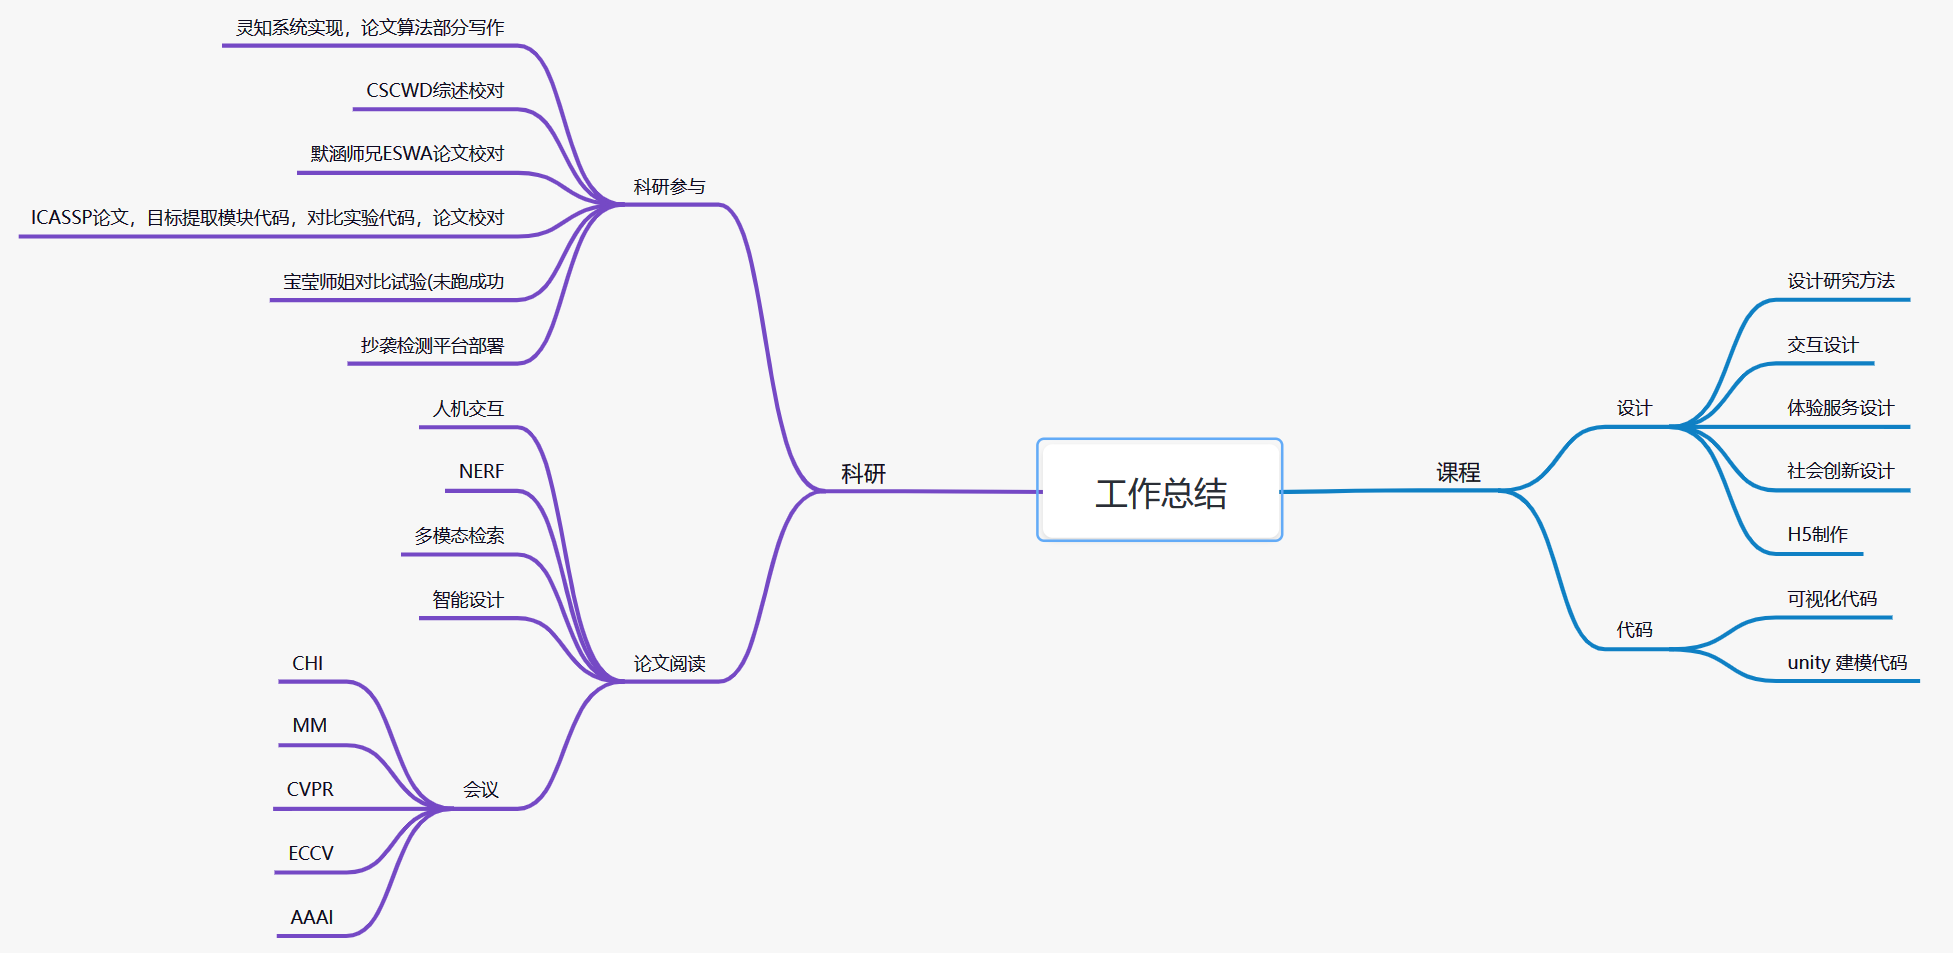 灵知系统实现，论文算法部分写作
CSCWD综述校对
默涵师兄ESWA论文校对
ICASSP论文，目标提取模块代码，对比实验代码，论文校对
宝莹师姐对比试验(未跑成功
抄袭检测平台部署
科研参与
人机交互
NERF
多模态检索
智能设计
论文阅读
CHI
MM
CVPR
ECCV
AAAI
会议
科研
工作总结
课程
设计
设计研究方法
交互设计
体验服务设计
社会创新设计
H5制作
代码
可视化代码
unity 建模代码